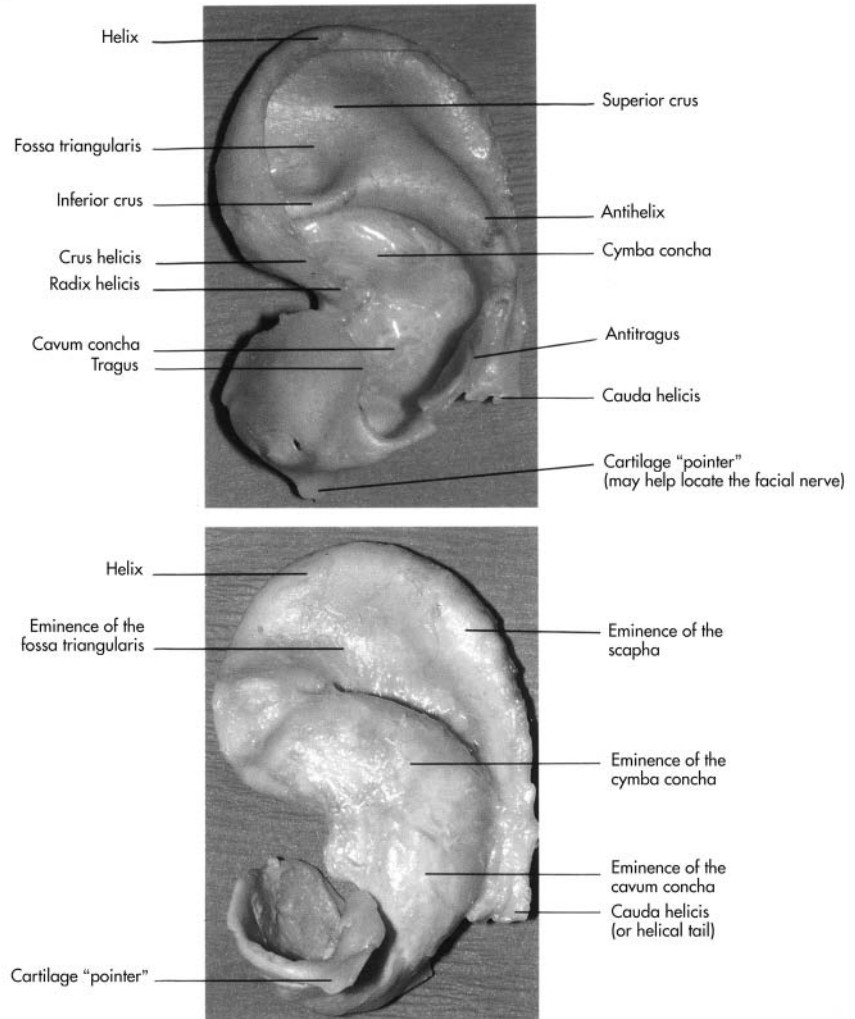 Helix
Superior crus
Fossa triangularis
Inferior crus
Antihelix
Crus helicis
Cymba concha
Radix helicis
Cavum concha
Antitragus
Tragus
Cauda helicis
Cartilage “pointer”
(may help locate the facial nerve)
Helix
Eminence of the
fossa triangularis
Eminence of the
scapha
Eminence of the
cymba concha
Eminence of the
cavum concha
Cauda helicis
(or helical tail)
Cartilage “pointer”